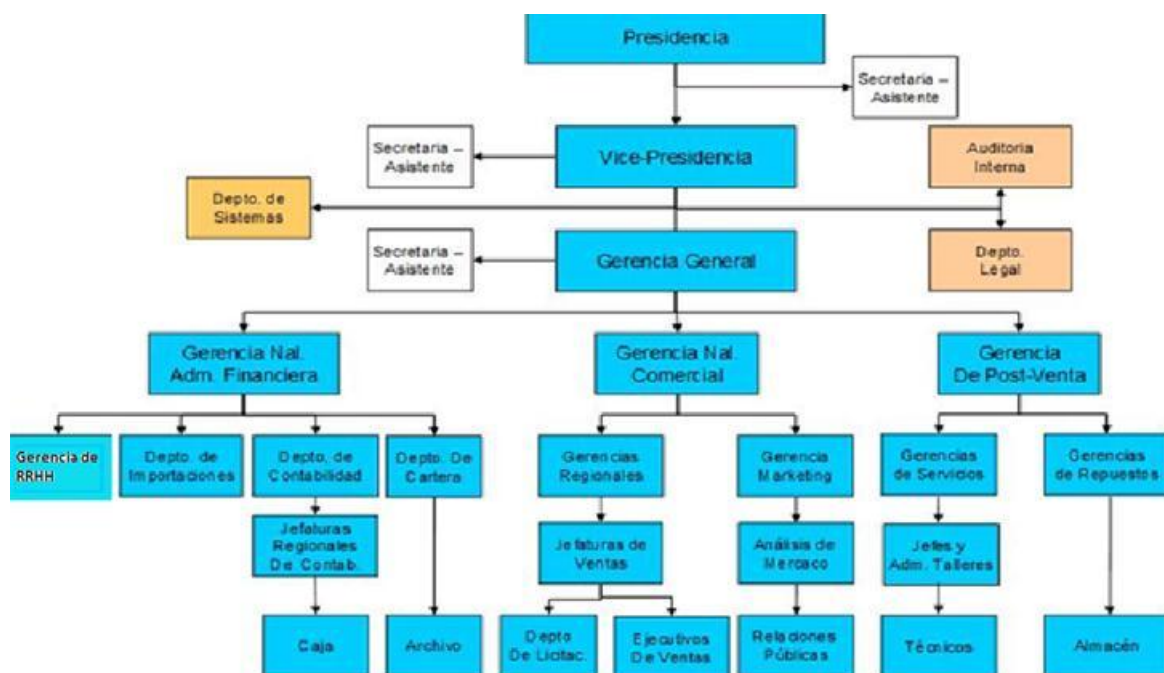 Presidencia
Secretaria –
Asistente
Secretaria –
Asistente
Vice-Presidencia
Auditoria
Interna
Depto. de
Sistemas
Secretaria –
Asistente
Gerencia General
Depto.
Legal
Gerencia Nal.
Adm. Financiera
Gerencia Nal.
Comercial
Gerencia
De Post-Venta
Gerencia de
RRHH
Depto. de
Importaciones
Depto. de
Contabilidad
Depto. De
Cartera
Gerencias
Regionales
Gerencia
Marketing
Gerencias
de Servicios
Gerencias
de Repuestos
Jefaturas
Regionales
De Contab.
Jefaturas de
Ventas
Análisis de
Mercaco
Jefes y
Adm. Talleres
Caja
Archivo
Depto
De Licitac.
Ejecutivos
De Ventas
Relaciones
Públicas
Técnicos
Almacén